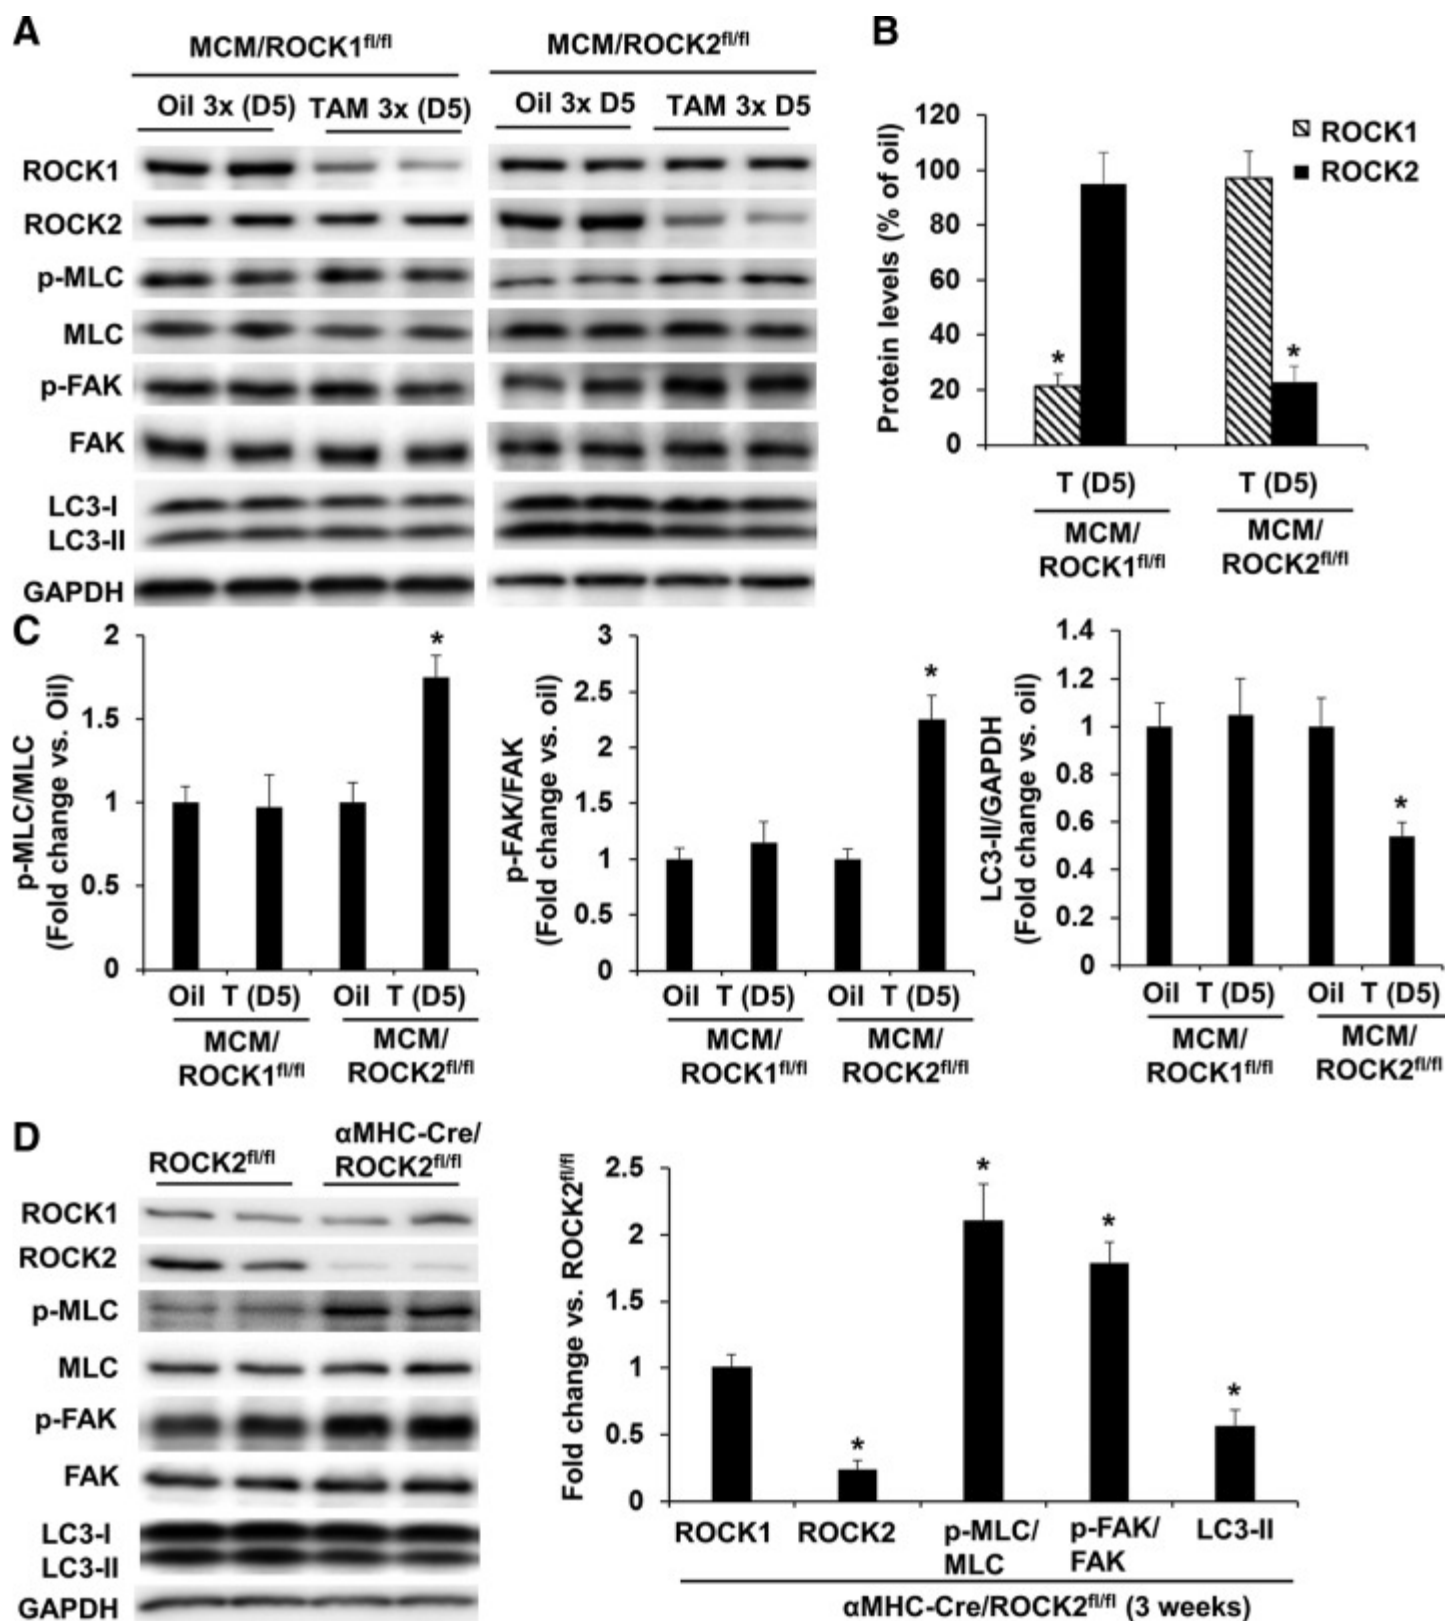 A
MCM/ROCK1fl/fl
MCM/ROCK2fl/fl
Oil 3x (D5) TAM 3x (D5)
Oil 3x D5 TAM 3x D5
ROCK1
ROCK2
p-MLC
MLC
p-FAK
FAK
LC3-I
LC3-II
GAPDH
B
Protein levels (% of oil)
120
100
80
60
40
20
0
ROCK1
ROCK2
*
*
T (D5)
T (D5)
MCM/
ROCK1fl/fl
MCM/
ROCK2fl/fl
C
p-MLC/MLC
(Fold change vs. Oil)
2
1.5
1
0.5
0
*
Oil T (D5)
Oil T (D5)
MCM/
ROCK1fl/fl
MCM/
ROCK2fl/fl
p-FAK/FAK
(Fold change vs. oil)
3
2.5
2
1.5
1
0.5
0
*
Oil T (D5)
Oil T (D5)
MCM/
ROCK1fl/fl
MCM/
ROCK2fl/fl
LC3-II/GAPDH
(Fold change vs. oil)
1.4
1.2
1
0.8
0.6
0.4
0.2
0
*
Oil T (D5)
Oil T (D5)
MCM/
ROCK1fl/fl
MCM/
ROCK2fl/fl
D
ROCK2fl/fl
αMHC-Cre/
ROCK2fl/fl
ROCK1
ROCK2
p-MLC
MLC
p-FAK
FAK
LC3-I
LC3-II
GAPDH
Fold change vs. ROCK2fl/fl
2.5
2
1.5
1
0.5
0
*
*
*
*
ROCK1
ROCK2
p-MLC/
MLC
p-FAK/
FAK
LC3-II
αMHC-Cre/ROCK2fl/fl (3 weeks)